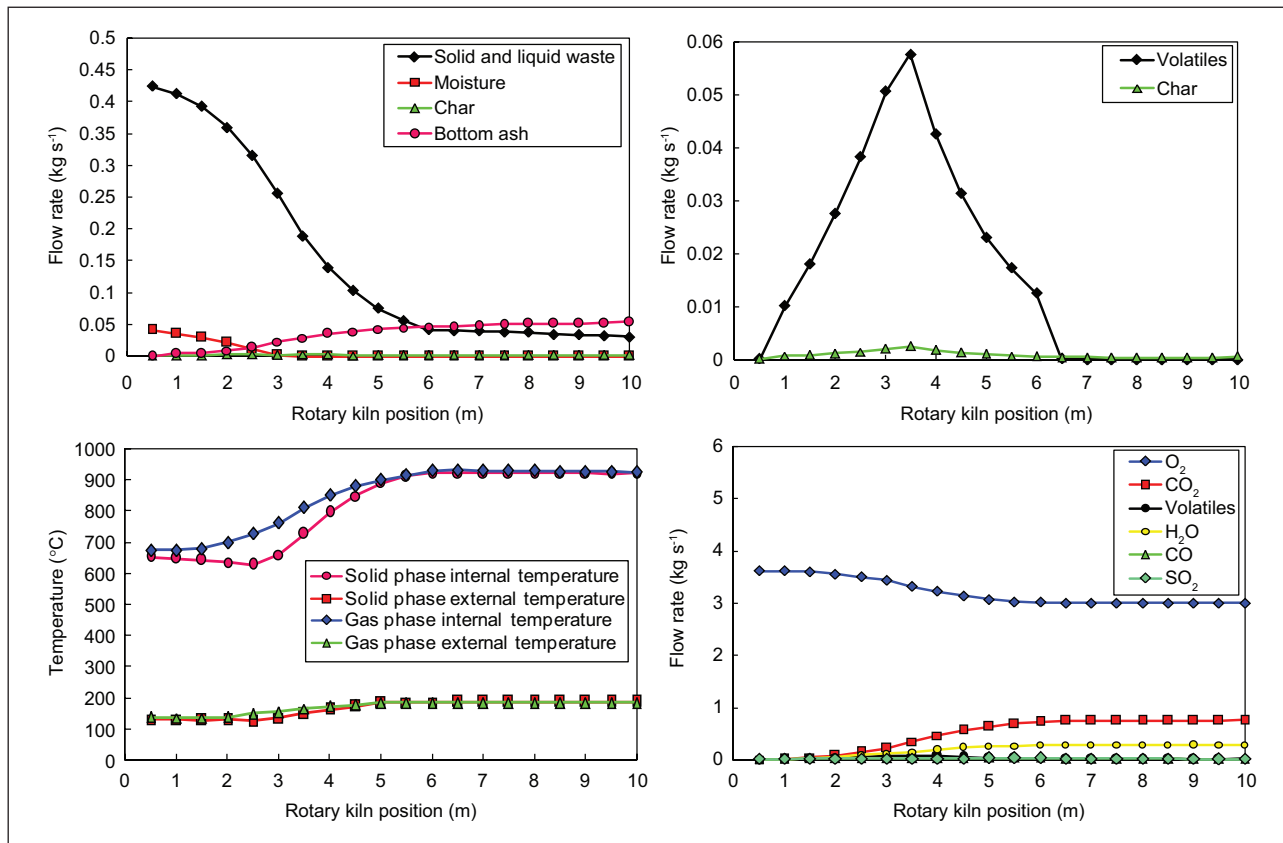 0.5
0.45
0.4
0.35
0.3
0.25
0.2
0.15
0.1
0.05
0
Flow rate (kg s⁻¹)
Solid and liquid waste
Moisture
Char
Bottom ash
0 1 2 3 4 5 6 7 8 9 10
Rotary kiln position (m)
0.06
0.05
0.04
0.03
0.02
0.01
0
Flow rate (kg s⁻¹)
Volatiles
Char
0 1 2 3 4 5 6 7 8 9 10
Rotary kiln position (m)
1000
900
800
700
600
500
400
300
200
100
0
Temperature (°C)
Solid phase internal temperature
Solid phase external temperature
Gas phase internal temperature
Gas phase external temperature
0 1 2 3 4 5 6 7 8 9 10
Rotary kiln position (m)
6
5
4
3
2
1
0
Flow rate (kg s⁻¹)
O₂
CO₂
Volatiles
H₂O
CO
SO₂
0 1 2 3 4 5 6 7 8 9 10
Rotary kiln position (m)